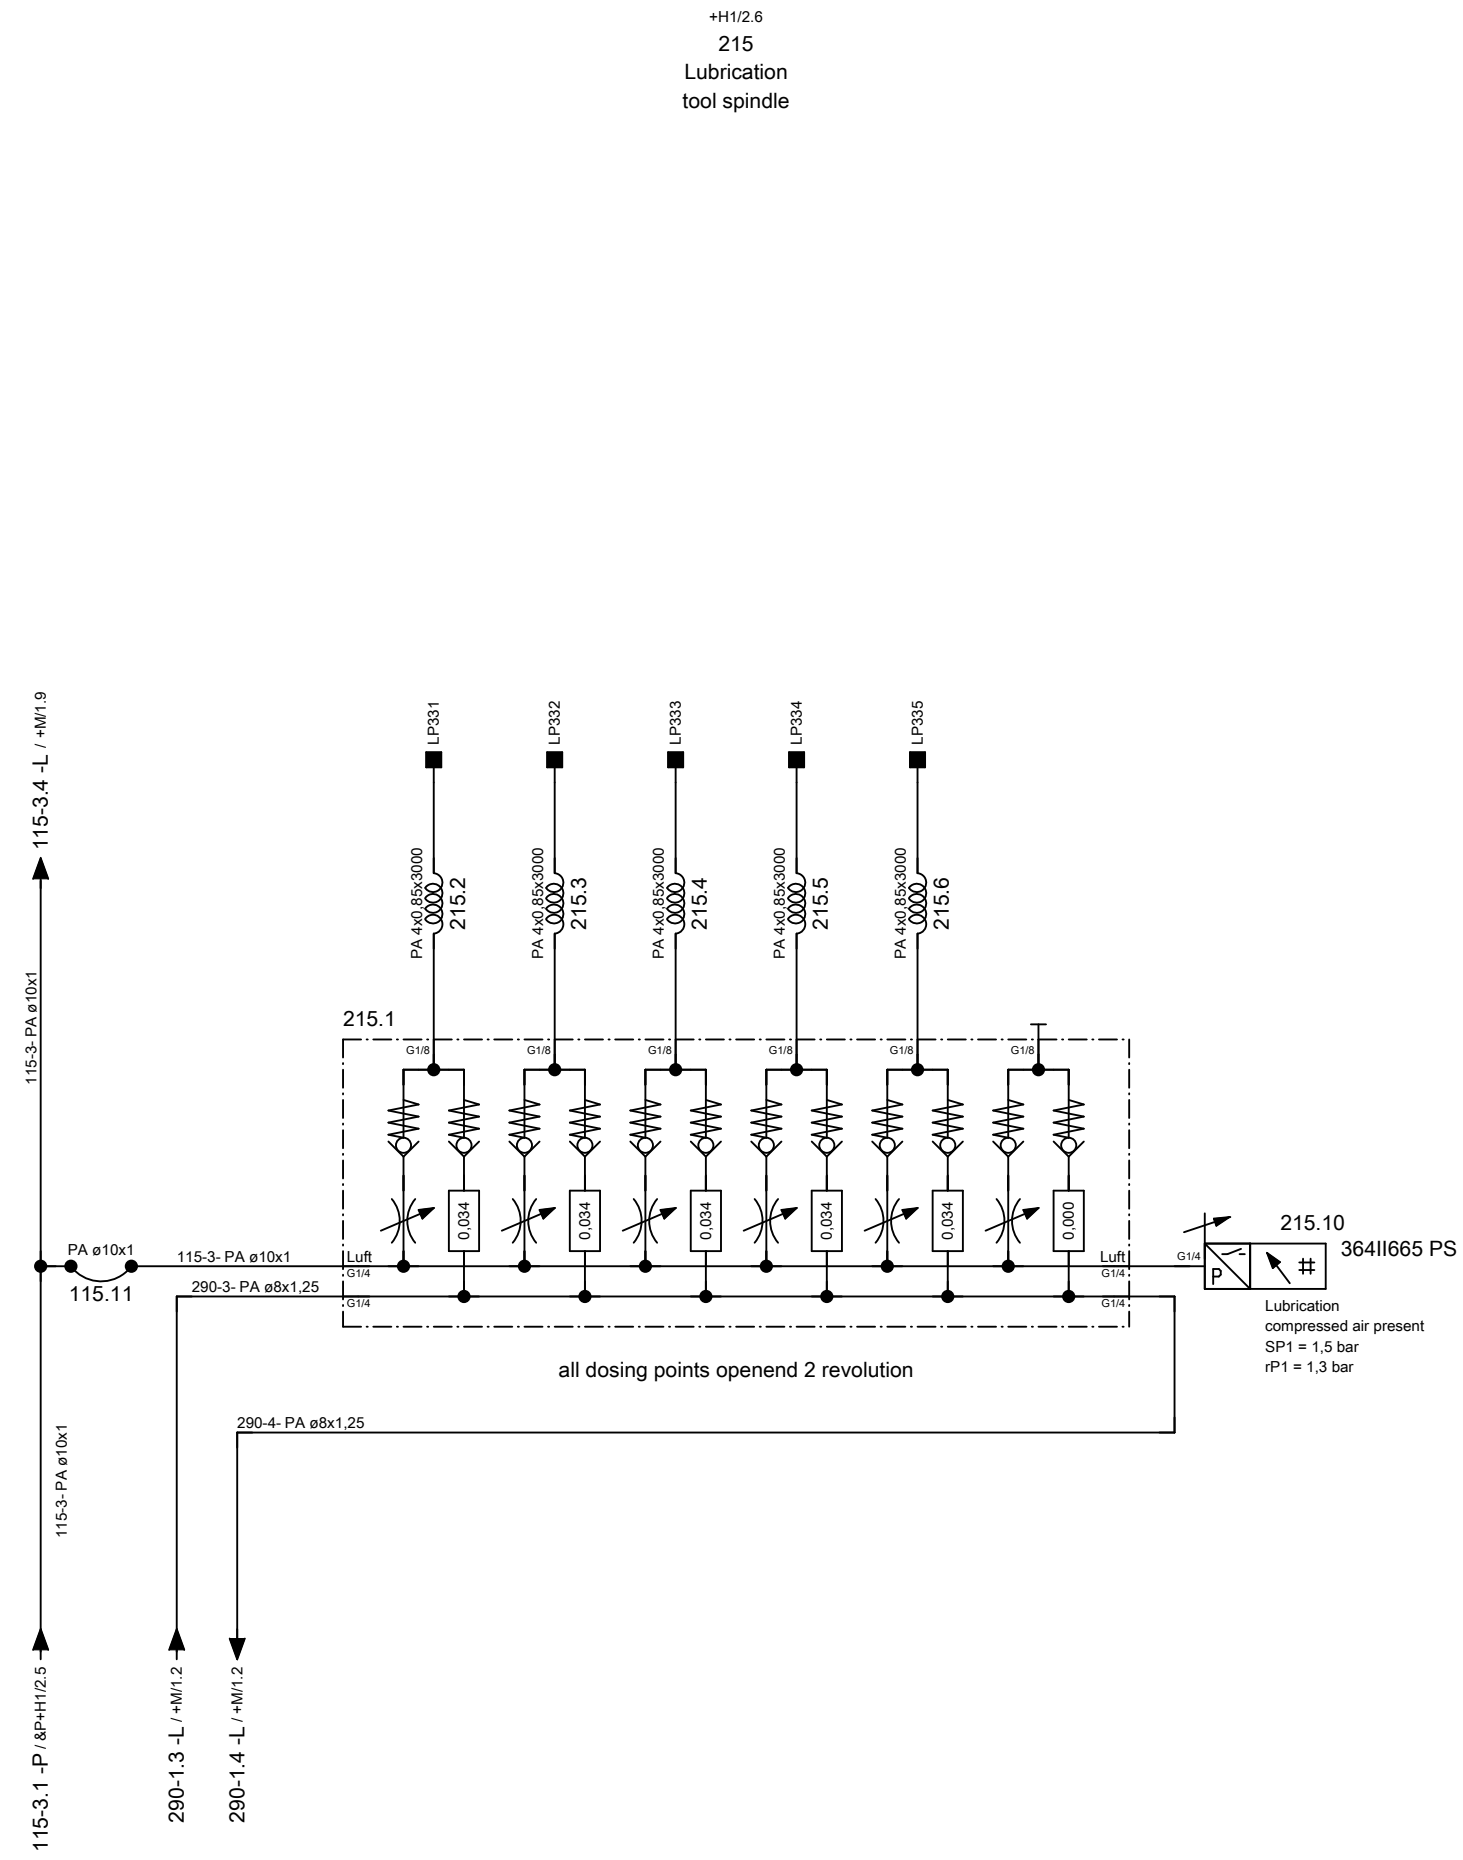 +H1/2.6
215
Lubrication
tool spindle
115-3.4 -L / +M/1.9
LP331
LP332
LP333
LP334
LP335
PA 4x0,85x3000
215.2
PA 4x0,85x3000
215.3
PA 4x0,85x3000
215.4
PA 4x0,85x3000
215.5
PA 4x0,85x3000
215.6
115-3- PA ø10x1
215.1
G1/8
G1/8
G1/8
G1/8
G1/8
G1/8
0,034
0,034
0,034
0,034
0,034
0,000
PA ø10x1
115.11
115-3- PA ø10x1
Luft
G1/4
Luft
G1/4
G1/4
P
#
215.10
364II665 PS
290-3- PA ø8x1,25
G1/4
G1/4
Lubrication
compressed air present
SP1 = 1,5 bar
rP1 = 1,3 bar
all dosing points openend 2 revolution
290-4- PA ø8x1,25
115-3- PA ø10x1
115-3.1 -P / &P+H1/2.5
290-1.3 -L / +M/1.2
290-1.4 -L / +M/1.2